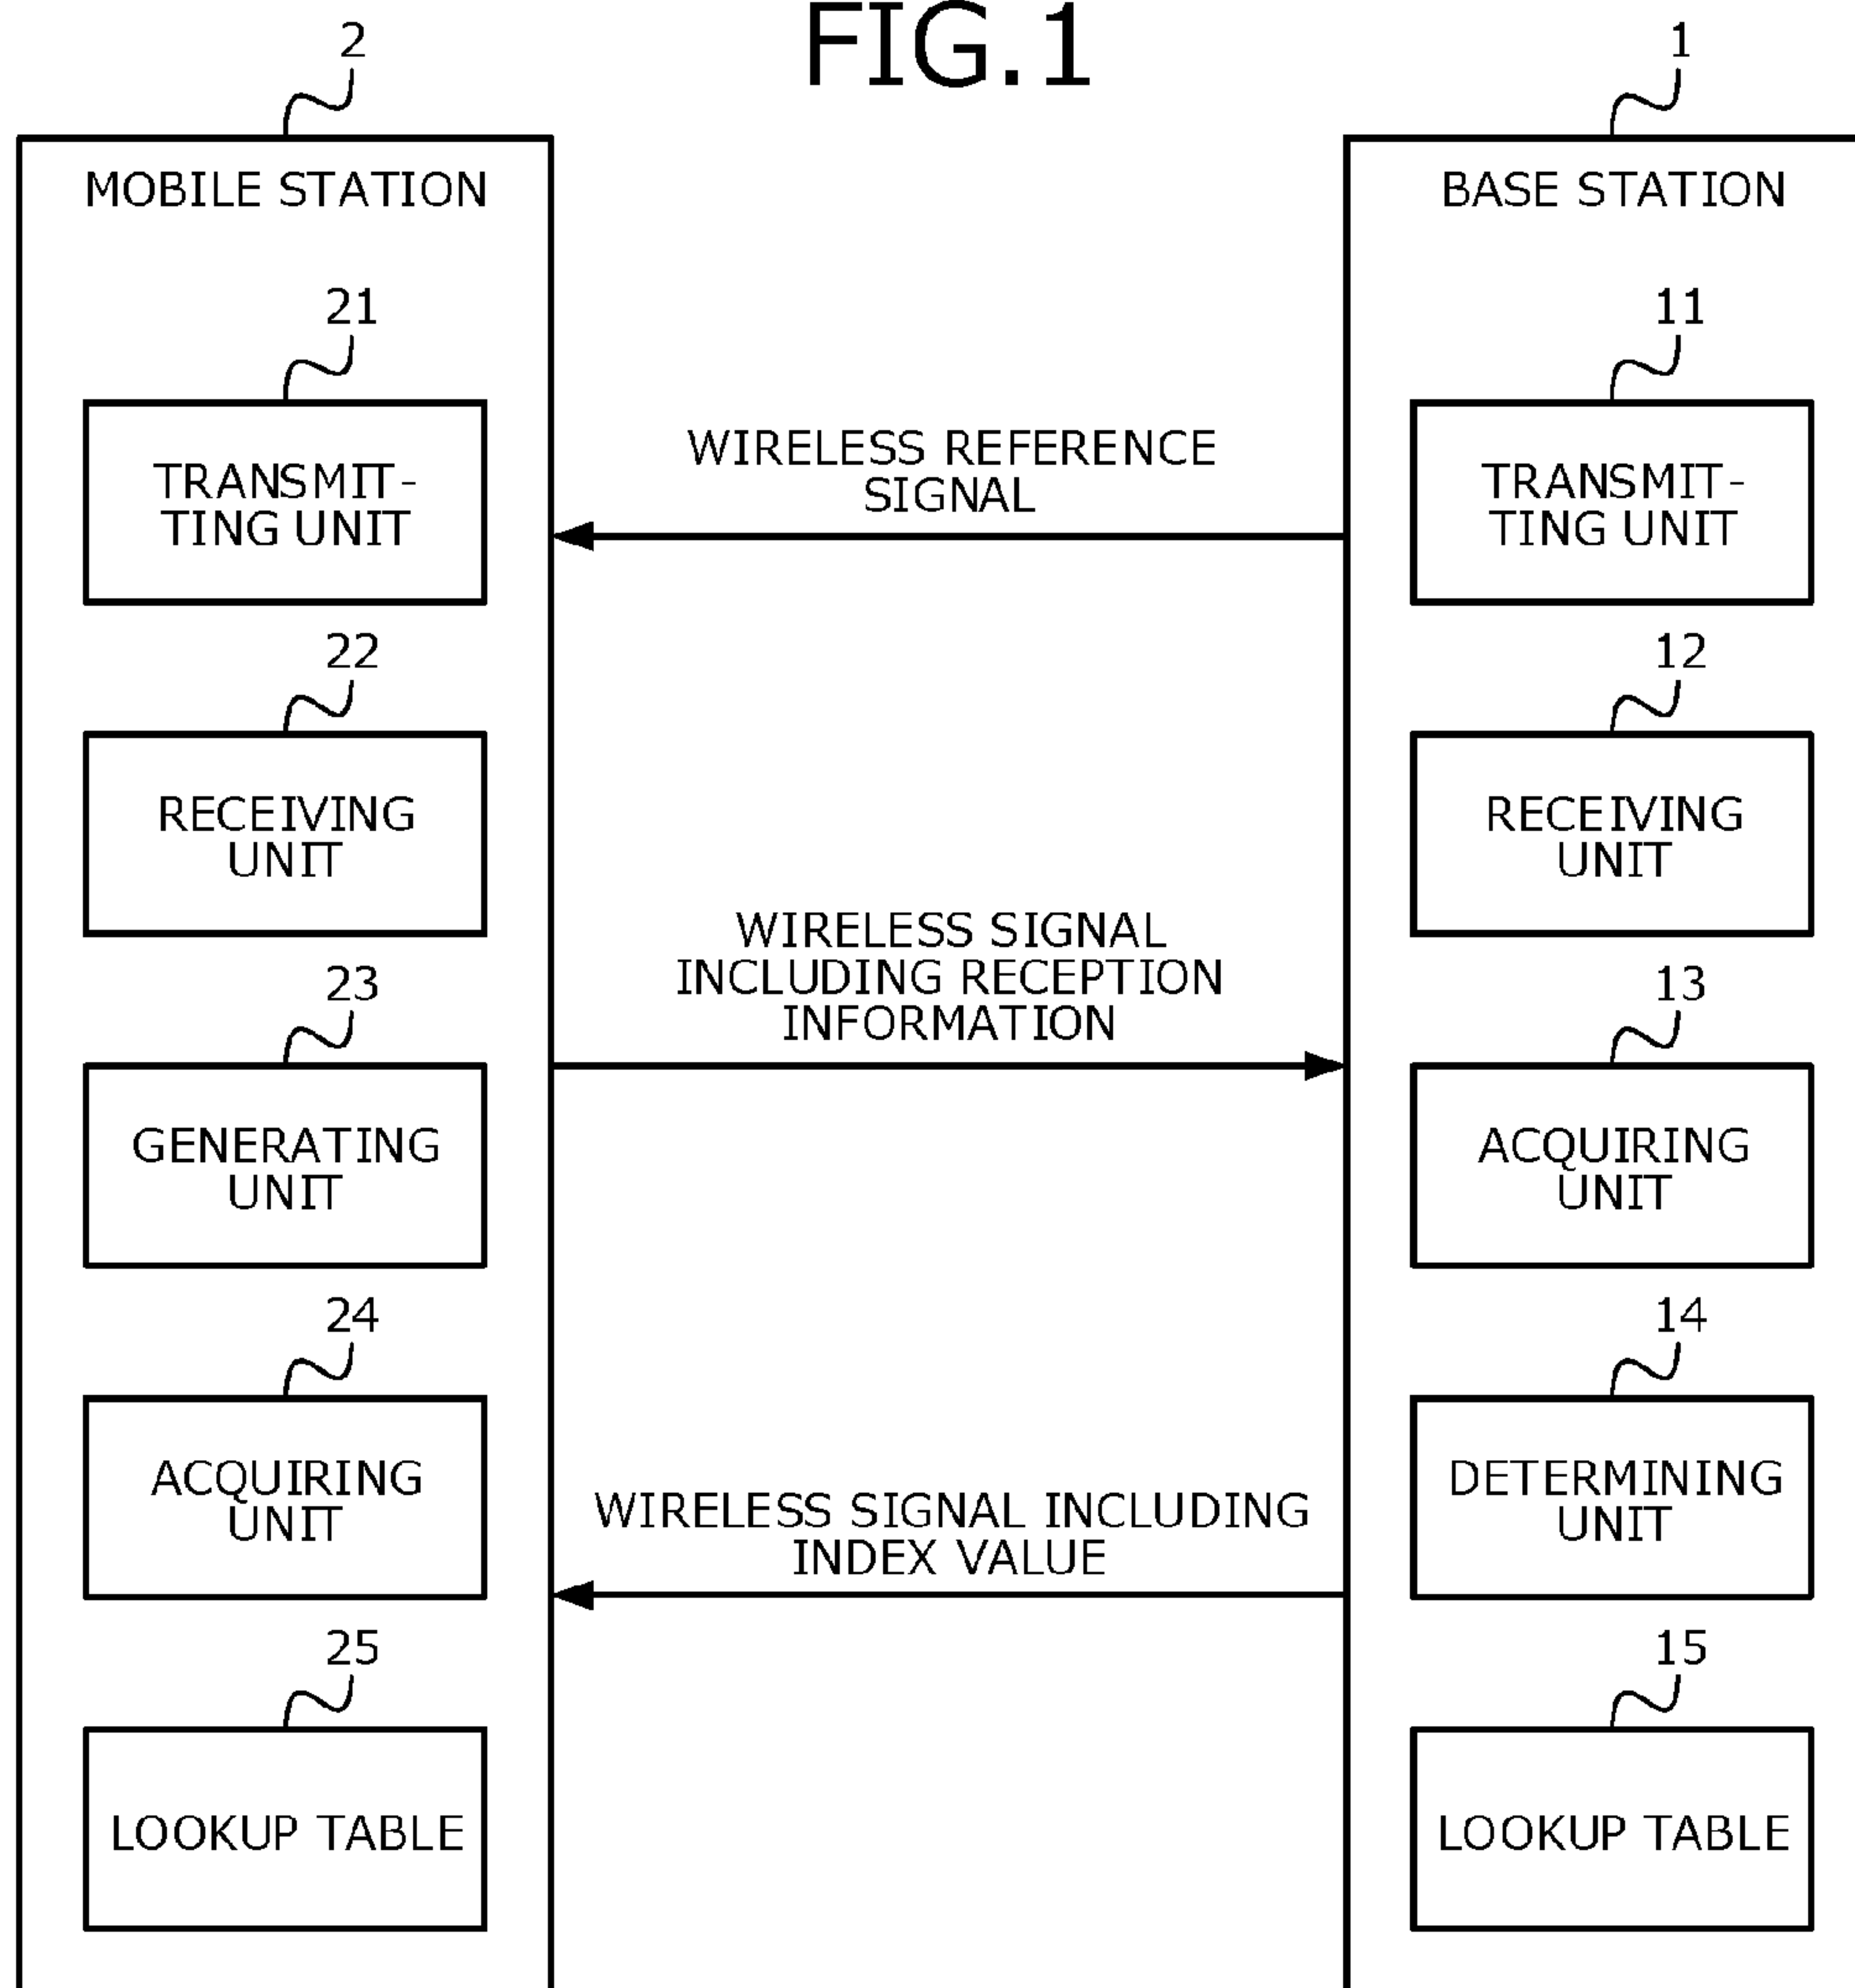 FIG.1
2
1
MOBILE STATION
BASE STATION
21
11
TRANSMIT-
TING UNIT
WIRELESS REFERENCE
SIGNAL
TRANSMIT-
TING UNIT
22
12
RECEIVING
UNIT
RECEIVING
UNIT
WIRELESS SIGNAL
INCLUDING RECEPTION
INFORMATION
23
13
GENERATING
UNIT
ACQUIRING
UNIT
24
14
ACQUIRING
UNIT
WIRELESS SIGNAL INCLUDING
INDEX VALUE
DETERMINING
UNIT
25
15
LOOKUP TABLE
LOOKUP TABLE